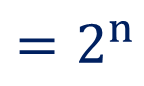 = 2ⁿ